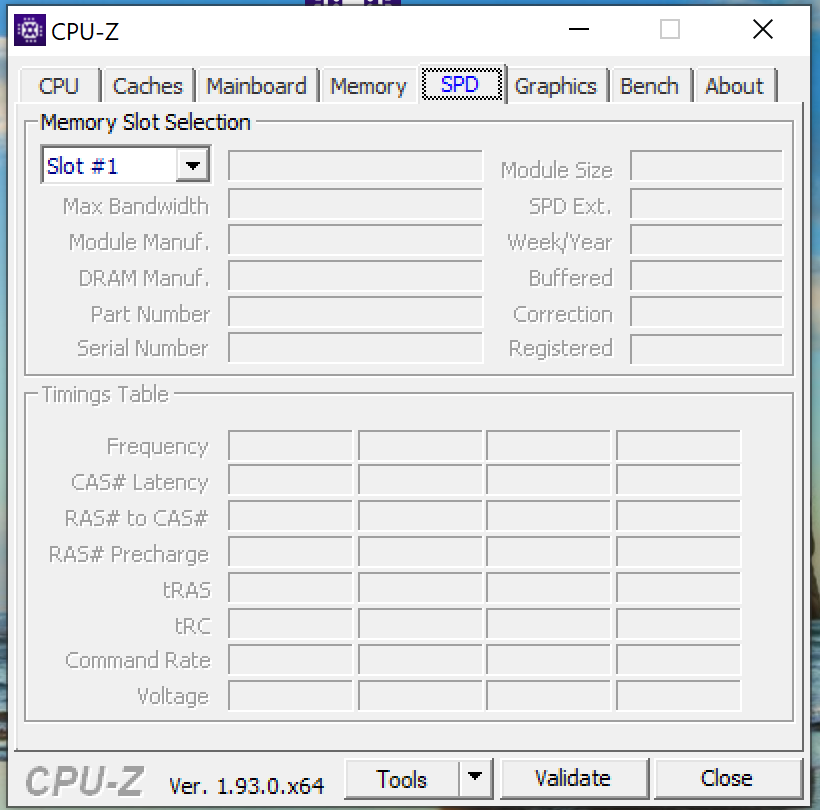 CPU-Z
CPU Caches Mainboard Memory SPD Graphics Bench About
Memory Slot Selection
Slot #1 Module Size
Max Bandwidth SPD Ext.
Module Manuf. Week/Year
DRAM Manuf. Buffered
Part Number Correction
Serial Number Registered
Timings Table
Frequency
CAS# Latency
RAS# to CAS#
RAS# Precharge
tRAS
tRC
Command Rate
Voltage
CPU-Z Ver. 1.93.0.x64 Tools Validate Close